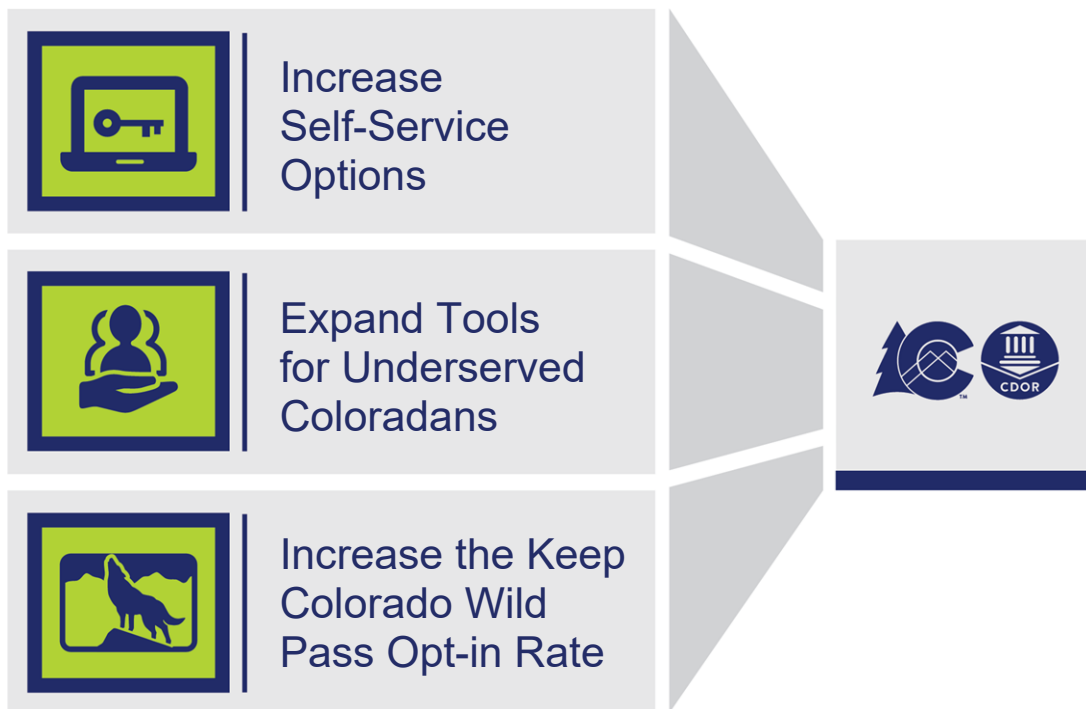 Increase
Self-Service
Options
Expand Tools
for Underserved
Coloradans
Increase the Keep
Colorado Wild
Pass Opt-in Rate
TM
CDOR